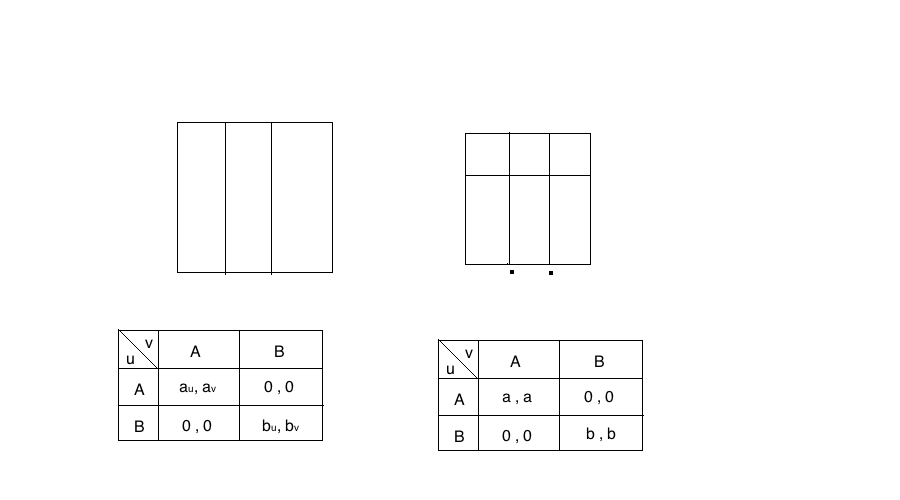 v
u
A B
A aᵤ, aᵥ 0 , 0
B 0 , 0 bᵤ, bᵥ
v
u
A B
A a , a 0 , 0
B 0 , 0 b , b